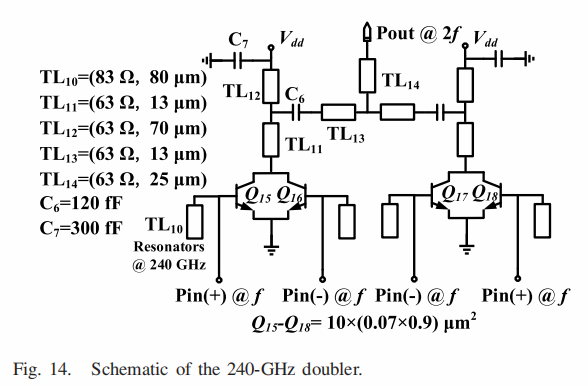 C7
Vdd
Pout @ 2f
Vdd
TL10=(83 Ω, 80 μm)
TL11=(63 Ω, 13 μm)
TL12=(63 Ω, 70 μm)
TL13=(63 Ω, 13 μm)
TL14=(63 Ω, 25 μm)
C6=120 fF
C7=300 fF
TL12
C6
TL14
TL13
TL11
Q15 Q16
Q17 Q18
TL10
Resonators
@ 240 GHz
Pin(+) @ f
Pin(-) @ f
Pin(-) @ f
Pin(+) @ f
Q15-Q18= 10×(0.07×0.9) μm²
Fig. 14. Schematic of the 240-GHz doubler.